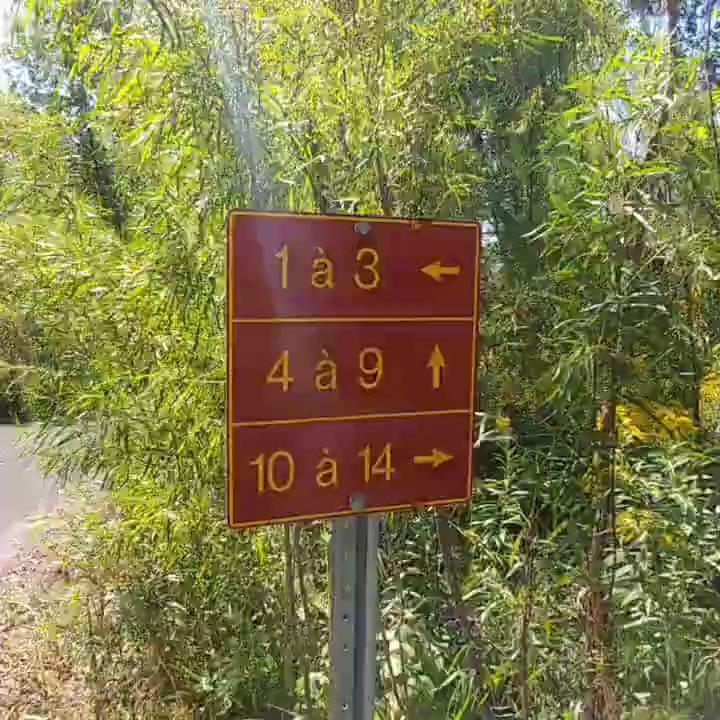 1 à 3 ←
4 à 9 ↑
10 à 14 →